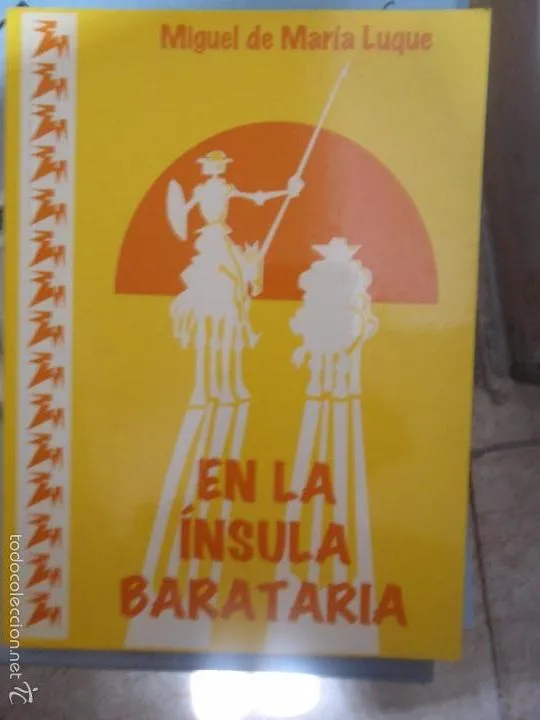 Miguel de María Luque
EN LA
ÍNSULA
BARATARIA
todocoleccion.net